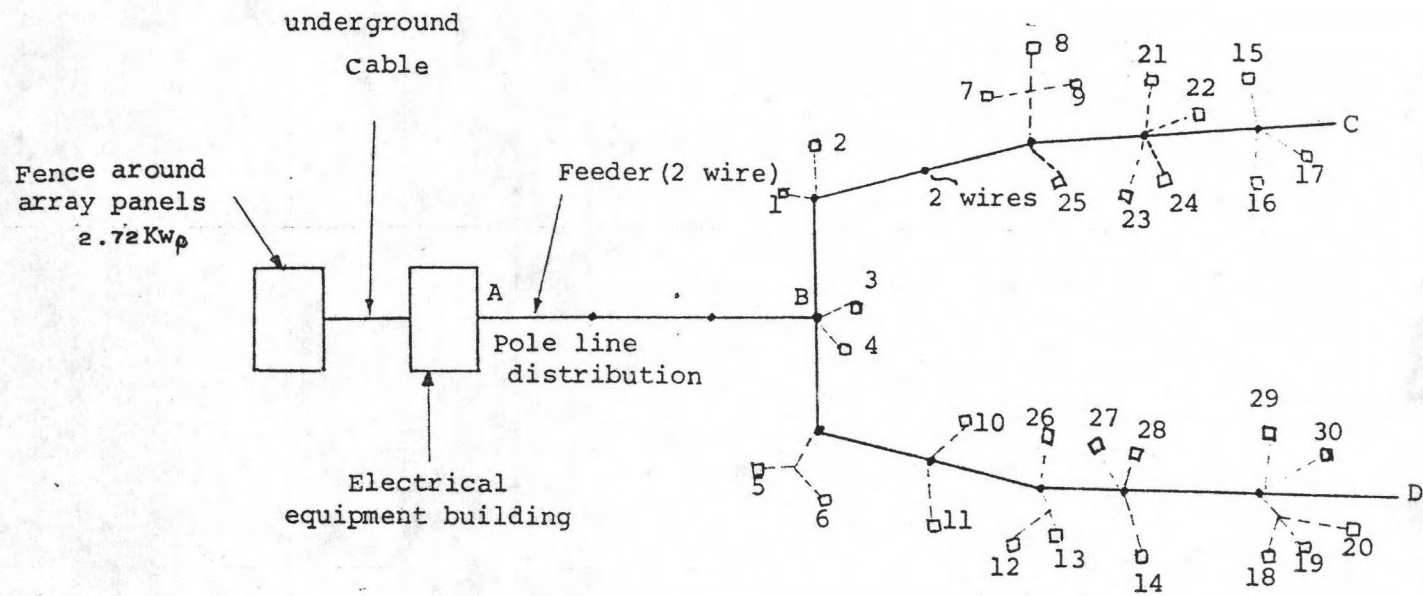 underground
cable
Fence around
array panels
2.72KWp
A
Feeder(2 wire)
Pole line
distribution
Electrical
equipment building
B
1
2
3
4
2 wires
7
8
9
25
21
22
23
24
15
16
17
C
5
6
10
11
26
12
13
27
28
14
29
30
18
19
20
D